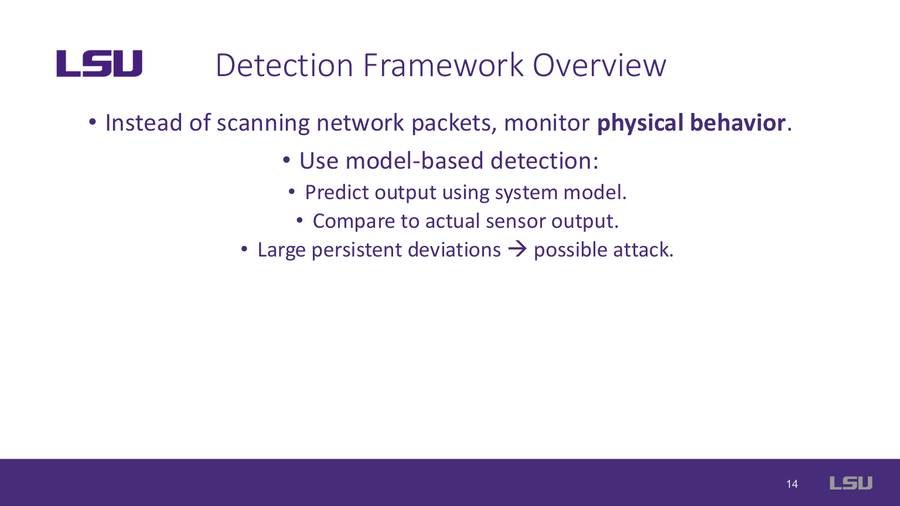 LSU
Detection Framework Overview
• Instead of scanning network packets, monitor physical behavior.
• Use model-based detection:
• Predict output using system model.
• Compare to actual sensor output.
• Large persistent deviations → possible attack.
14
LSU